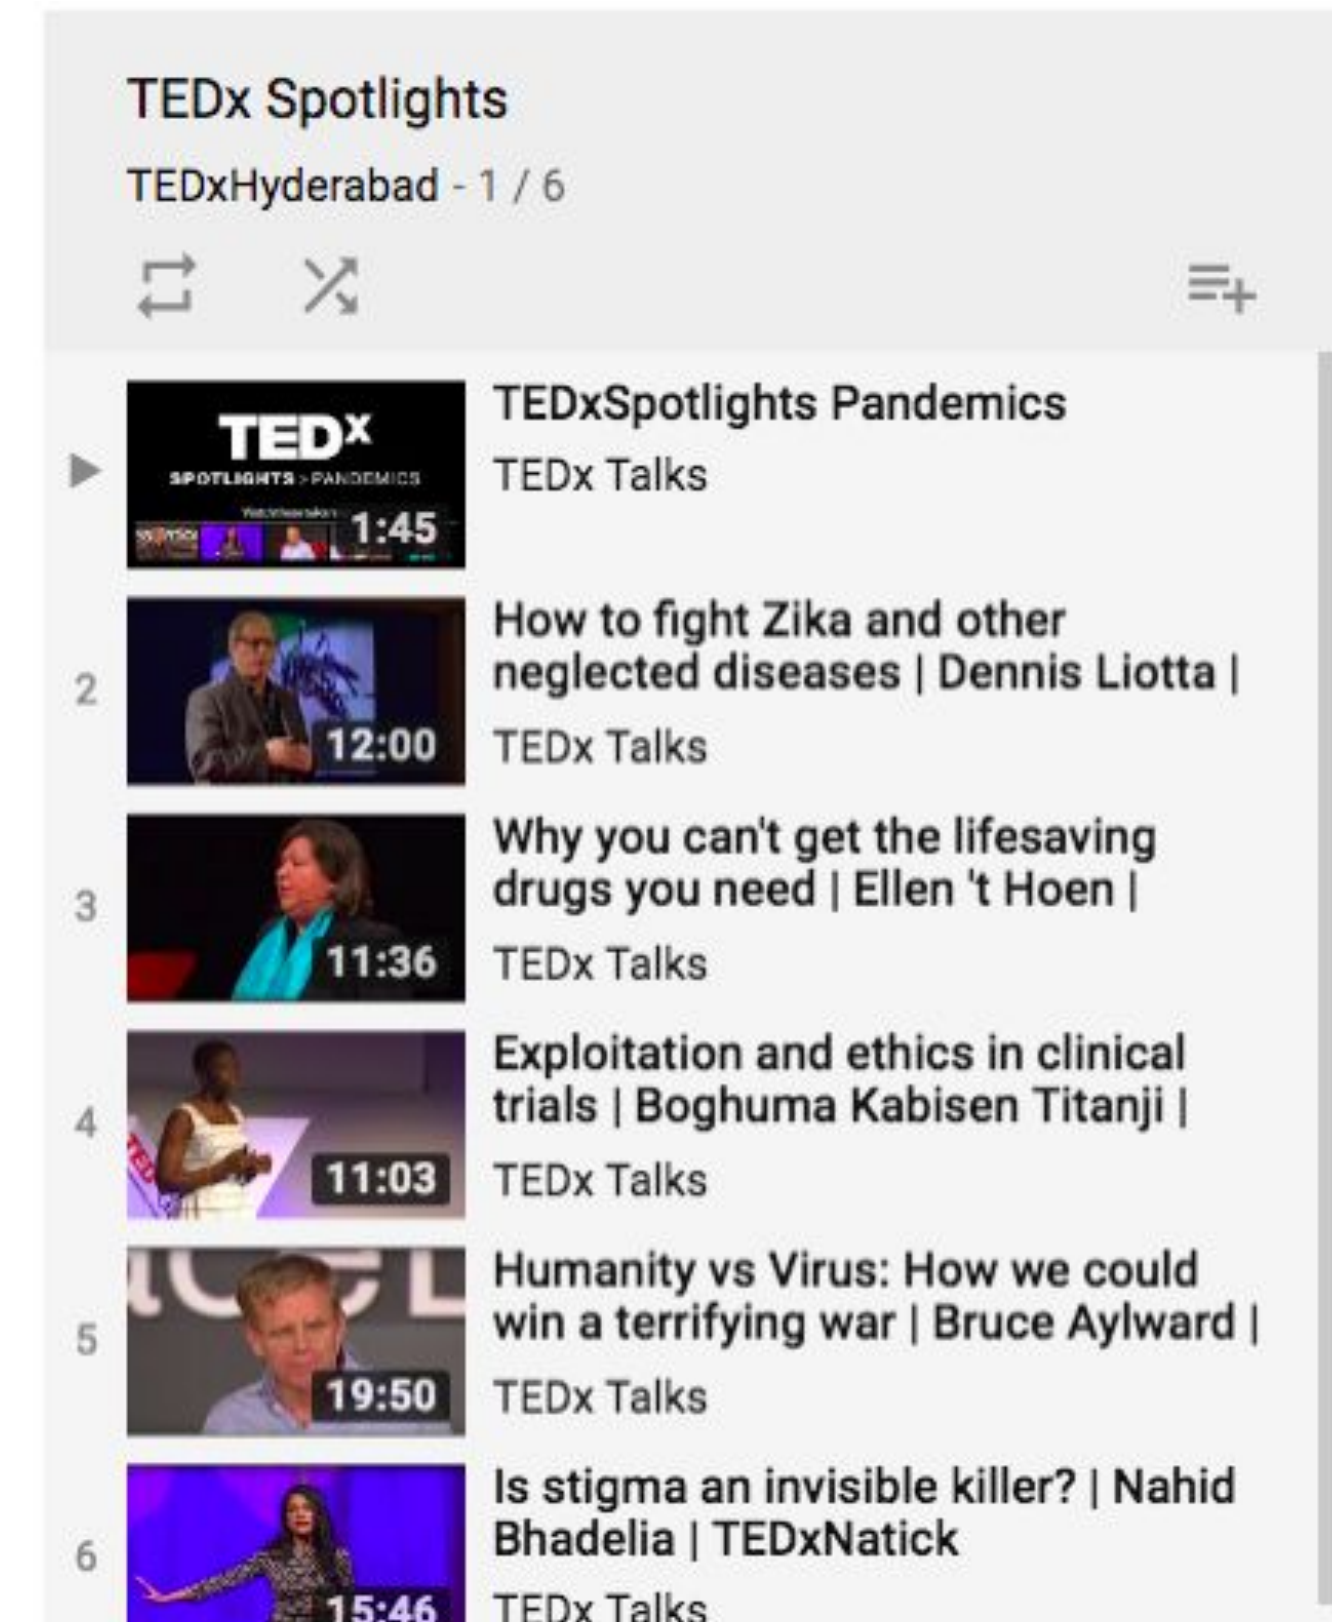 TEDx Spotlights
TEDxHyderabad - 1 / 6
TEDxSpotlights Pandemics
TEDx Talks
TEDx
SPOTLIGHTS > PANDEMICS
1:45
2
How to fight Zika and other
neglected diseases | Dennis Liotta |
TEDx Talks
12:00
3
Why you can't get the lifesaving
drugs you need | Ellen 't Hoen |
TEDx Talks
11:36
4
Exploitation and ethics in clinical
trials | Boghuma Kabisen Titanji |
TEDx Talks
TED
11:03
5
Humanity vs Virus: How we could
win a terrifying war | Bruce Aylward |
TEDx Talks
19:50
6
Is stigma an invisible killer? | Nahid
Bhadelia | TEDxNatick
TEDx Talks
15:46